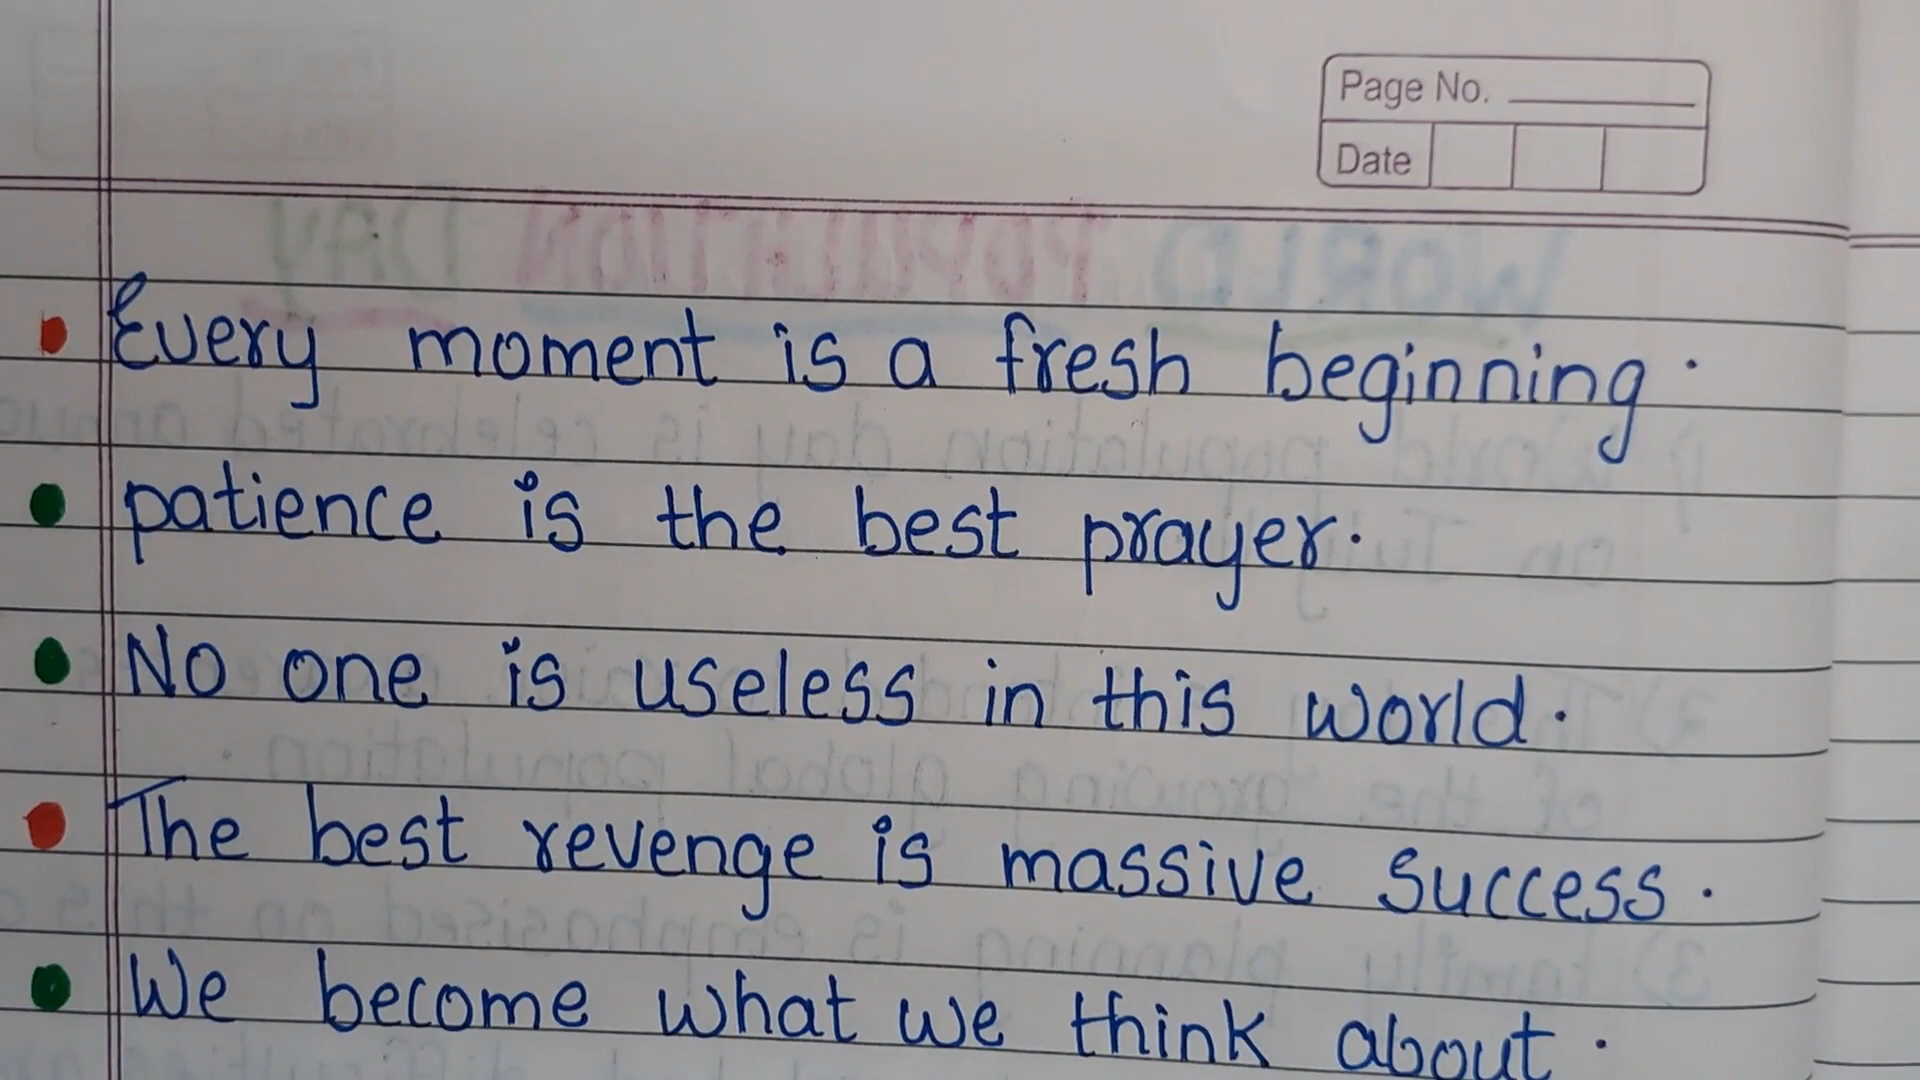 Page No.
Date
Every moment is a fresh beginning.
patience is the best prayer.
No one is useless in this world.
The best revenge is massive success.
We become what we think about.